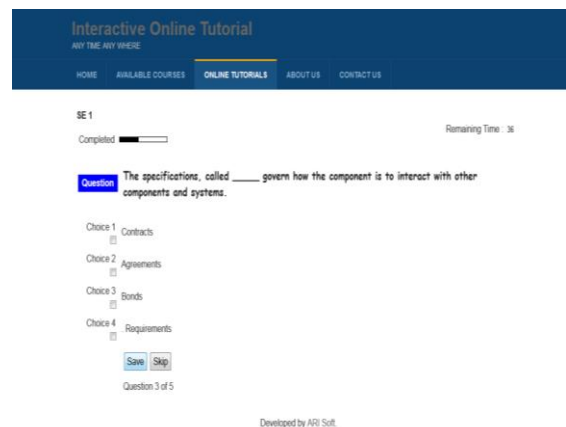 Interactive Online Tutorial
ANY TIME ANY WHERE
HOME AVAILABLE COURSES ONLINE TUTORIALS ABOUT US CONTACT US
SE 1
Remaining Time : 36
Completed
Question The specifications, called _____ govern how the component is to interact with other
components and systems.
Choice 1 Contracts
Choice 2 Agreements
Choice 3 Bonds
Choice 4 . Requirements
Save Skip
Question 3 of 5
Developed by ARI Soft.